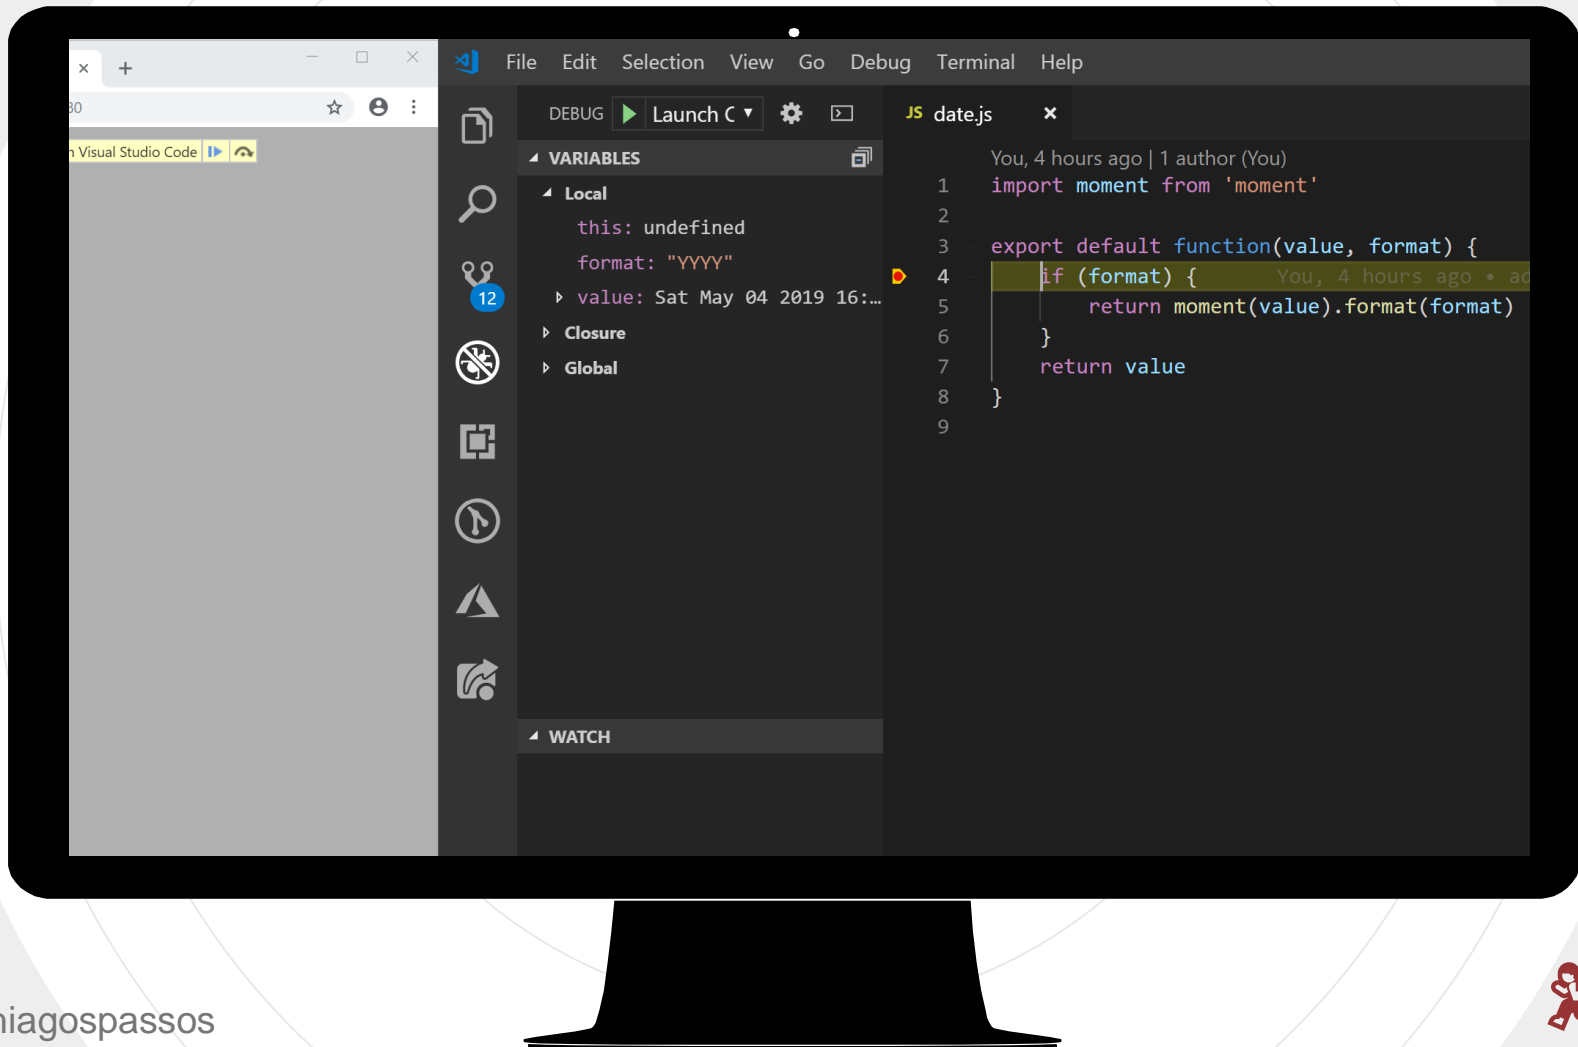 File Edit Selection View Go Debug Terminal Help
Visual Studio Code
DEBUG Launch C
VARIABLES
Local
this: undefined
format: "YYYY"
value: Sat May 04 2019 16:…
Closure
Global
WATCH
12
JS date.js
You, 4 hours ago | 1 author (You)
1 import moment from 'moment'
2
3 export default function(value, format) {
4 if (format) { You, 4 hours ago •
5 return moment(value).format(format)
6 }
7 return value
8 }
9
iagospassos